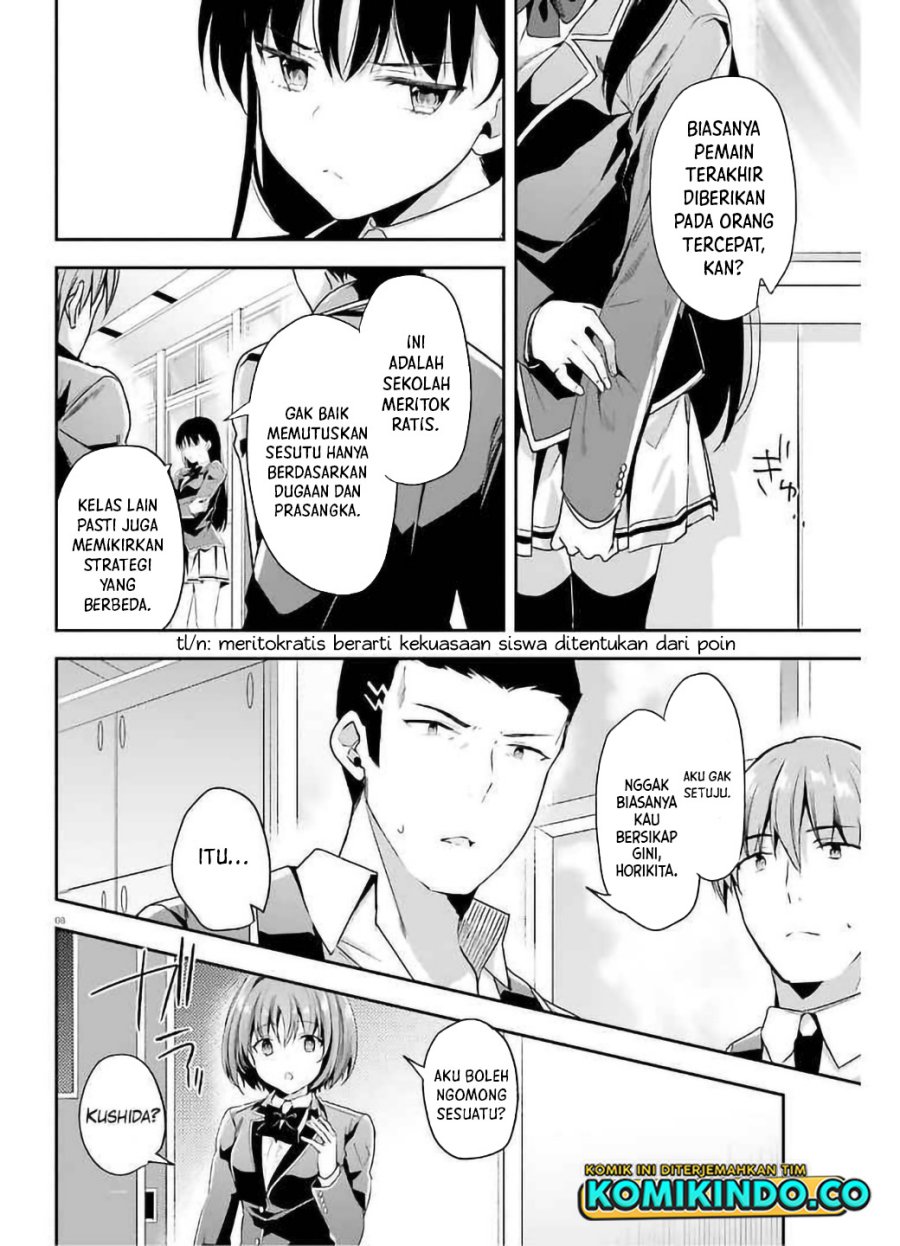 BIASANYA
PEMAIN
TERAKHIR
DIBERIKAN
PADA ORANG
TERCEPAT,
KAN?
ぎゅ
INI
ADALAH
SEKOLAH
MERITOK
RATIS.
GAK BAIK
MEMUTUSKAN
SESUTU HANYA
BERDASARKAN
DUGAAN DAN
PRASANGKA.
KELAS LAIN
PASTI JUGA
MEMIKIRKAN
STRATEGI
YANG
BERBEDA.
tl/n: meritokratis berarti kekuasaan siswa ditentukan dari poin
AKU GAK
SETUJU.
NGGAK
BIASANYA
KAU
BERSIKAP
GINI,
HORIKITA.
ITU...
AKU BOLEH
NGOMONG
SESUATU?
KUSHIDA?
KOMIK INI DITERJEMAHKAN TIM
KOMIKINDO.CO